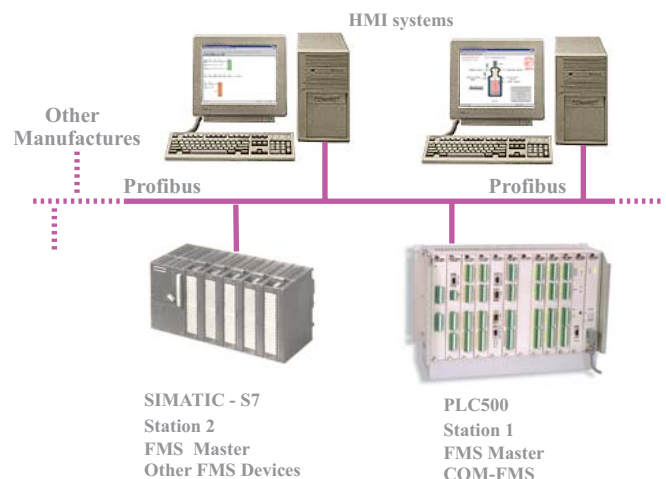 HMI systems
Other
Manufactures
Profibus
Profibus
SIMATIC - S7
Station 2
FMS Master
Other FMS Devices
PLC500
Station 1
FMS Master
COM-FMS